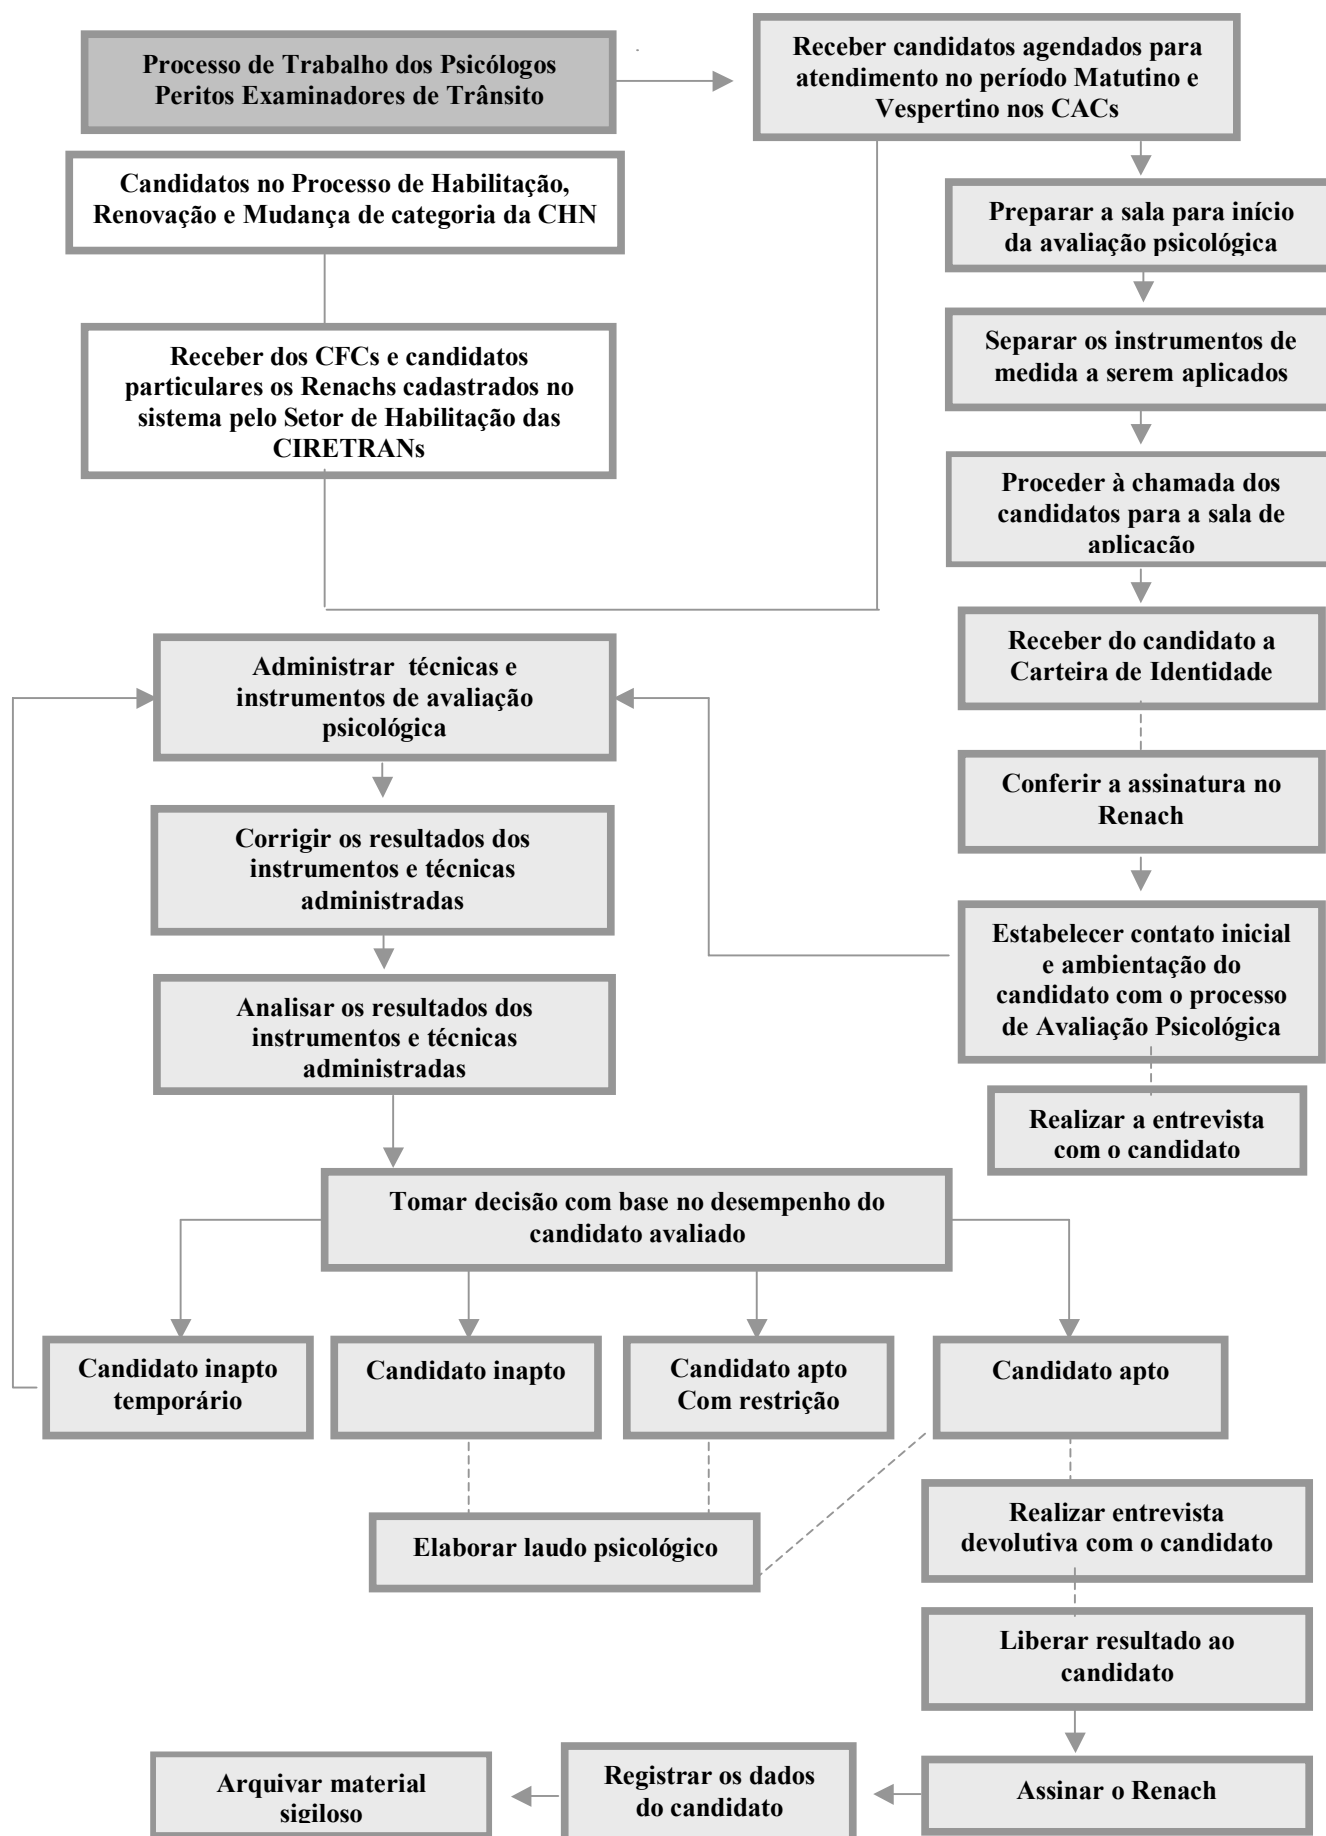 Processo de Trabalho dos Psicólogos
Peritos Examinadores de Trânsito
Receber candidatos agendados para
atendimento no período Matutino e
Vespertino nos CACs
Candidatos no Processo de Habilitação,
Renovação e Mudança de categoria da CHN
Preparar a sala para início
da avaliação psicológica
Receber dos CFCs e candidatos
particulares os Renachs cadastrados no
sistema pelo Setor de Habilitação das
CIRETRANs
Separar os instrumentos de
medida a serem aplicados
Proceder à chamada dos
candidatos para a sala de
aplicação
Receber do candidato a
Carteira de Identidade
Administrar técnicas e
instrumentos de avaliação
psicológica
Conferir a assinatura no
Renach
Corrigir os resultados dos
instrumentos e técnicas
administradas
Estabelecer contato inicial
e ambientação do
candidato com o processo
de Avaliação Psicológica
Analisar os resultados dos
instrumentos e técnicas
administradas
Realizar a entrevista
com o candidato
Tomar decisão com base no desempenho do
candidato avaliado
Candidato inapto
temporário
Candidato inapto
Candidato apto
Com restrição
Candidato apto
Realizar entrevista
devolutiva com o candidato
Elaborar laudo psicológico
Liberar resultado ao
candidato
Assinar o Renach
Registrar os dados
do candidato
Arquivar material
sigiloso